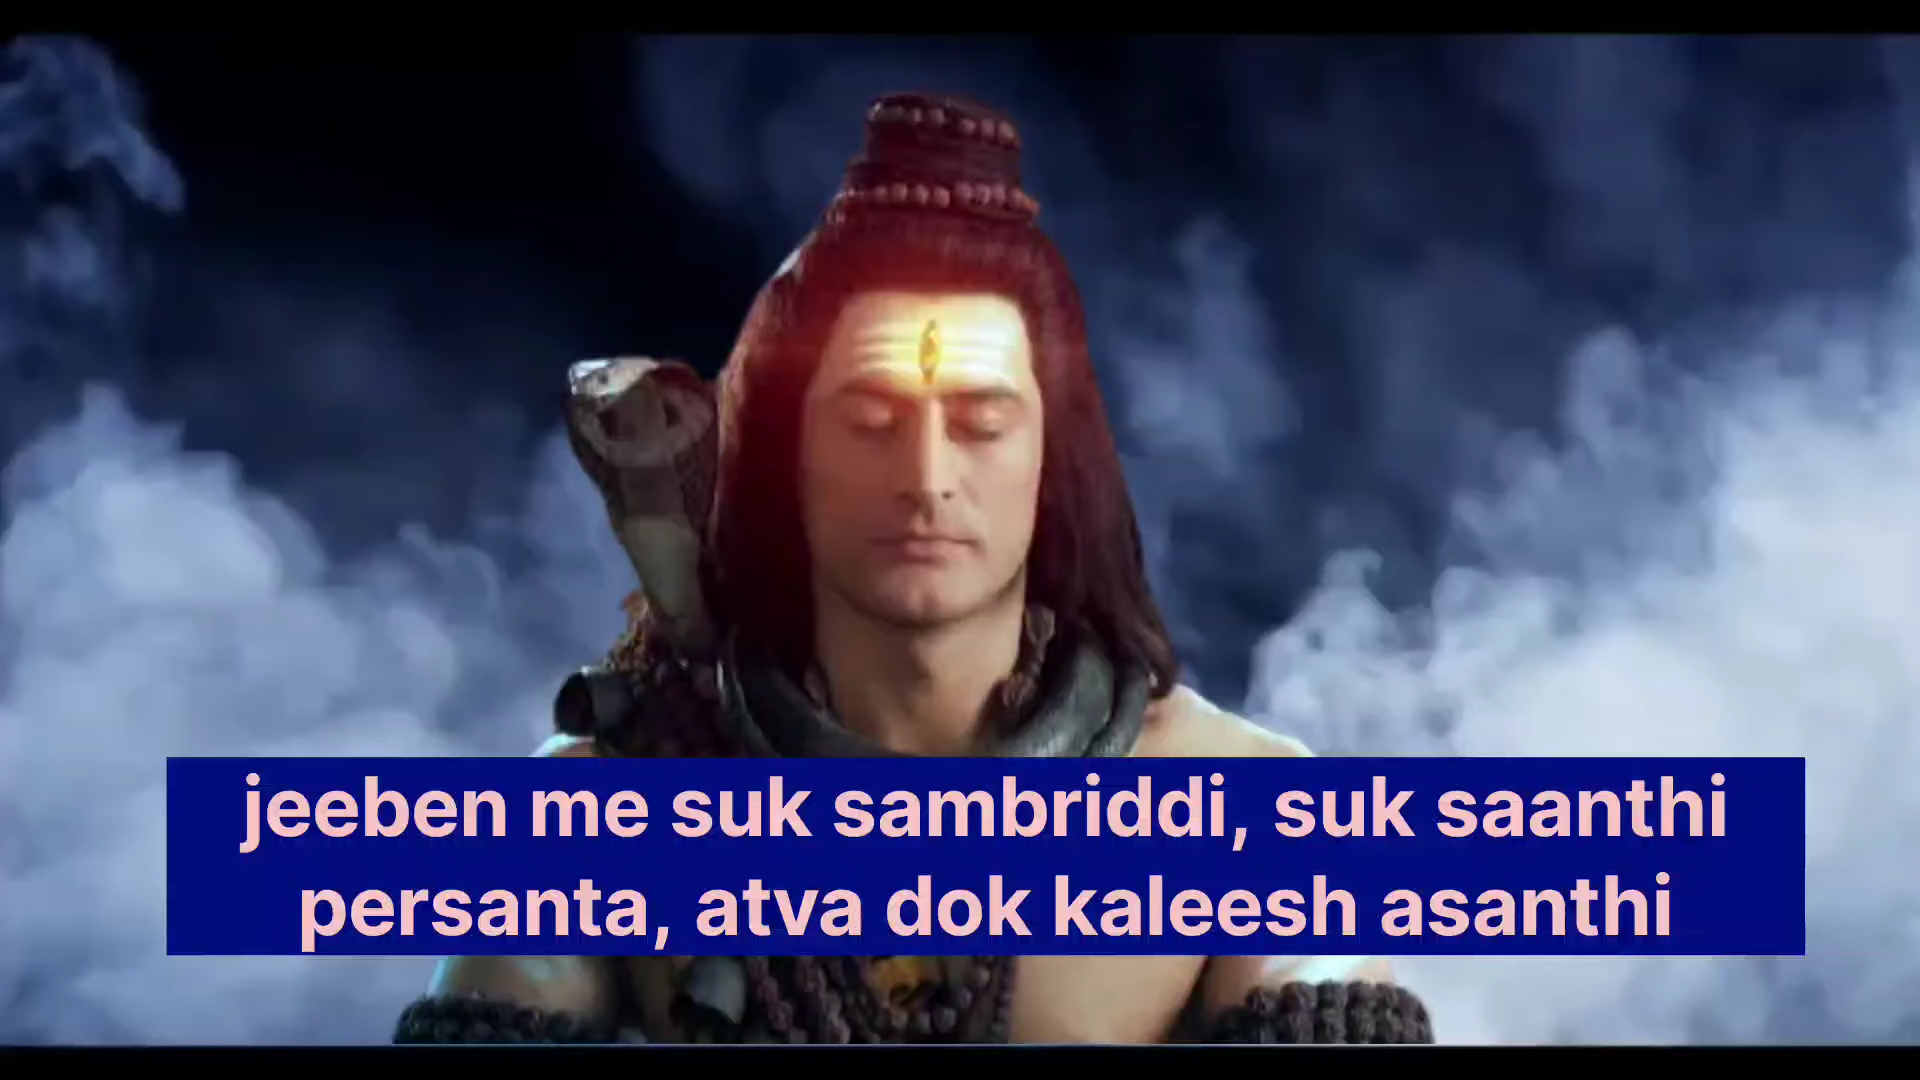 jeeben me suk sambriddi, suk saanthi
persanta, atva dok kaleesh asanthi